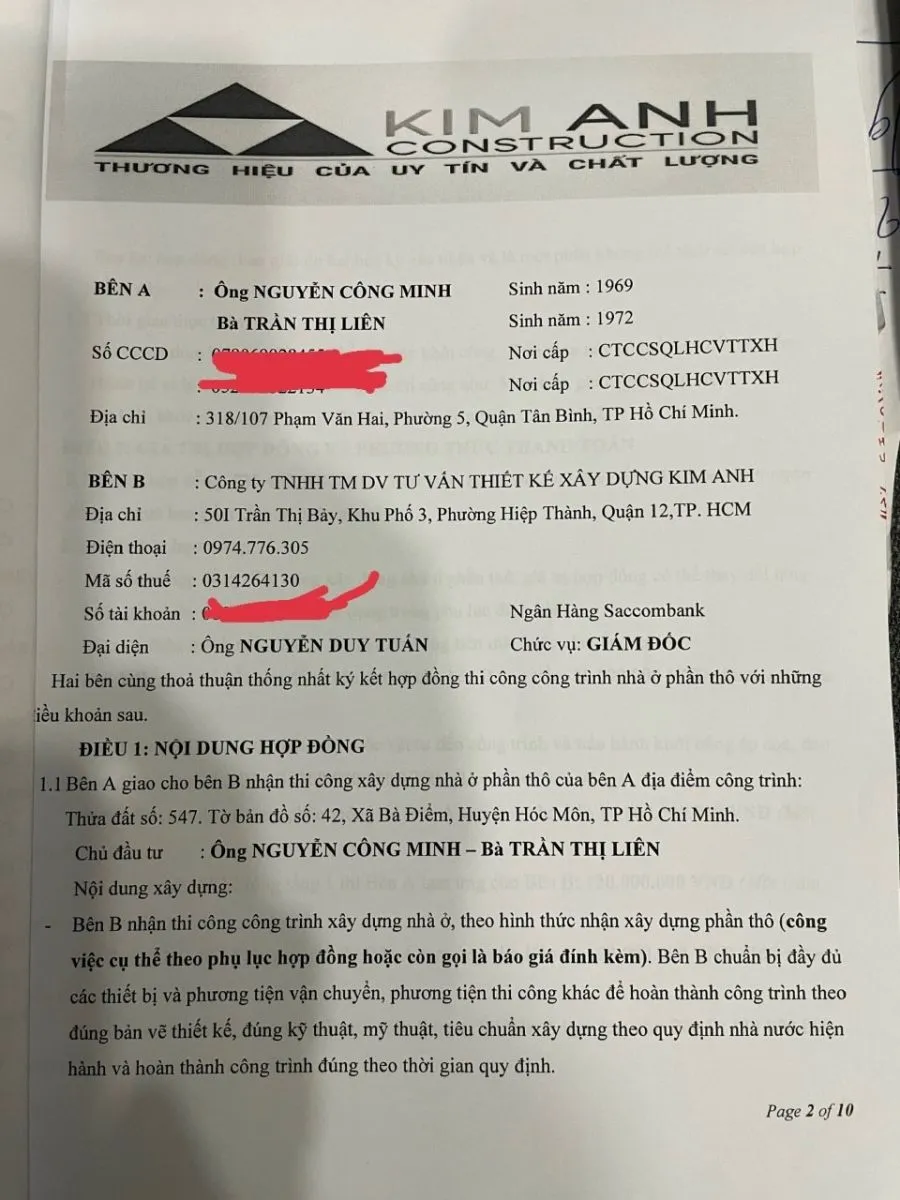 KIM ANH
CONSTRUCTION
THƯƠNG HIỆU CỦA UY TÍN VÀ CHẤT LƯỢNG
BÊN A : Ông NGUYỄN CÔNG MINH Sinh năm : 1969
Bà TRẦN THỊ LIÊN Sinh năm : 1972
Số CCCD : Nơi cấp : CTCCSQLHCVTTXH
: Nơi cấp : CTCCSQLHCVTTXH
Địa chỉ : 318/107 Phạm Văn Hai, Phường 5, Quận Tân Bình, TP Hồ Chí Minh.
BÊN B : Công ty TNHH TM DV TƯ VẤN THIẾT KẾ XÂY DỰNG KIM ANH
Địa chỉ : 50I Trần Thị Bảy, Khu Phố 3, Phường Hiệp Thành, Quận 12,TP. HCM
Điện thoại : 0974.776.305
Mã số thuế : 0314264130
Số tài khoản : Ngân Hàng Saccombank
Đại diện : Ông NGUYỄN DUY TUẤN Chức vụ: GIÁM ĐỐC
Hai bên cùng thoả thuận thống nhất ký kết hợp đồng thi công công trình nhà ở phần thô với những
iều khoản sau.
ĐIỀU 1: NỘI DUNG HỢP ĐỒNG
1.1 Bên A giao cho bên B nhận thi công xây dựng nhà ở phần thô của bên A địa điểm công trình:
Thửa đất số: 547. Tờ bản đồ số: 42, Xã Bà Điểm, Huyện Hóc Môn, TP Hồ Chí Minh.
Chủ đầu tư : Ông NGUYỄN CÔNG MINH – Bà TRẦN THỊ LIÊN
Nội dung xây dựng:
- Bên B nhận thi công công trình xây dựng nhà ở, theo hình thức nhận xây dựng phần thô (công
việc cụ thể theo phụ lục hợp đồng hoặc còn gọi là báo giá đính kèm). Bên B chuẩn bị đầy đủ
các thiết bị và phương tiện vận chuyển, phương tiện thi công khác để hoàn thành công trình theo
đúng bản vẽ thiết kế, đúng kỹ thuật, mỹ thuật, tiêu chuẩn xây dựng theo quy định nhà nước hiện
hành và hoàn thành công trình đúng theo thời gian quy định.
Page 2 of 10